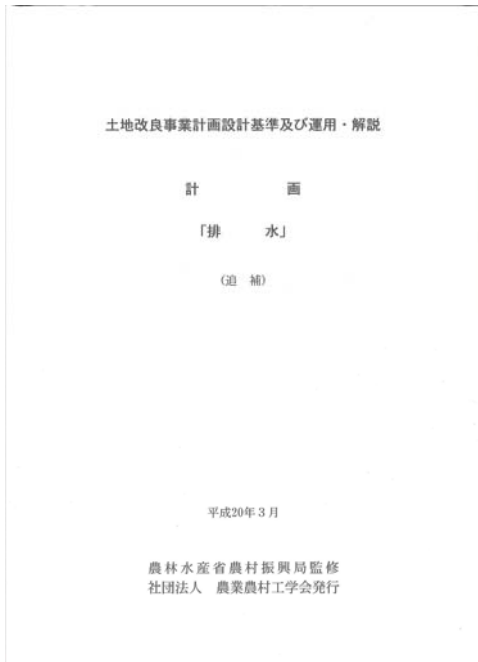 土地改良事業計画設計基準及び運用・解説
計　　　画
「排　　　水」
（追　補）
平成20年3月
農林水産省農村振興局監修
社団法人　農業農村工学会発行